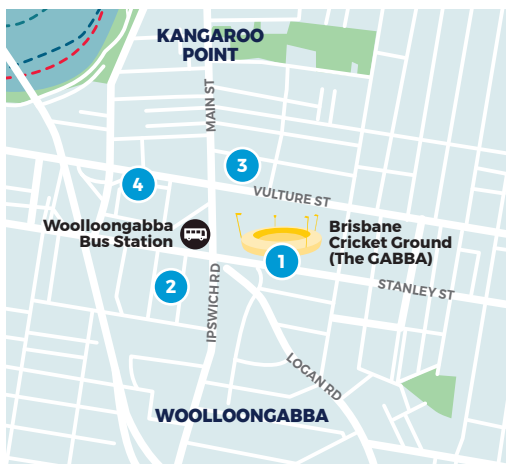 KANGAROO
POINT
MAIN ST
3
4
VULTURE ST
Woolloongabba
Bus Station
Brisbane
Cricket Ground
(The GABBA)
1
2
STANLEY ST
IPSWICH RD
LOGAN RD
WOOLLOONGABBA